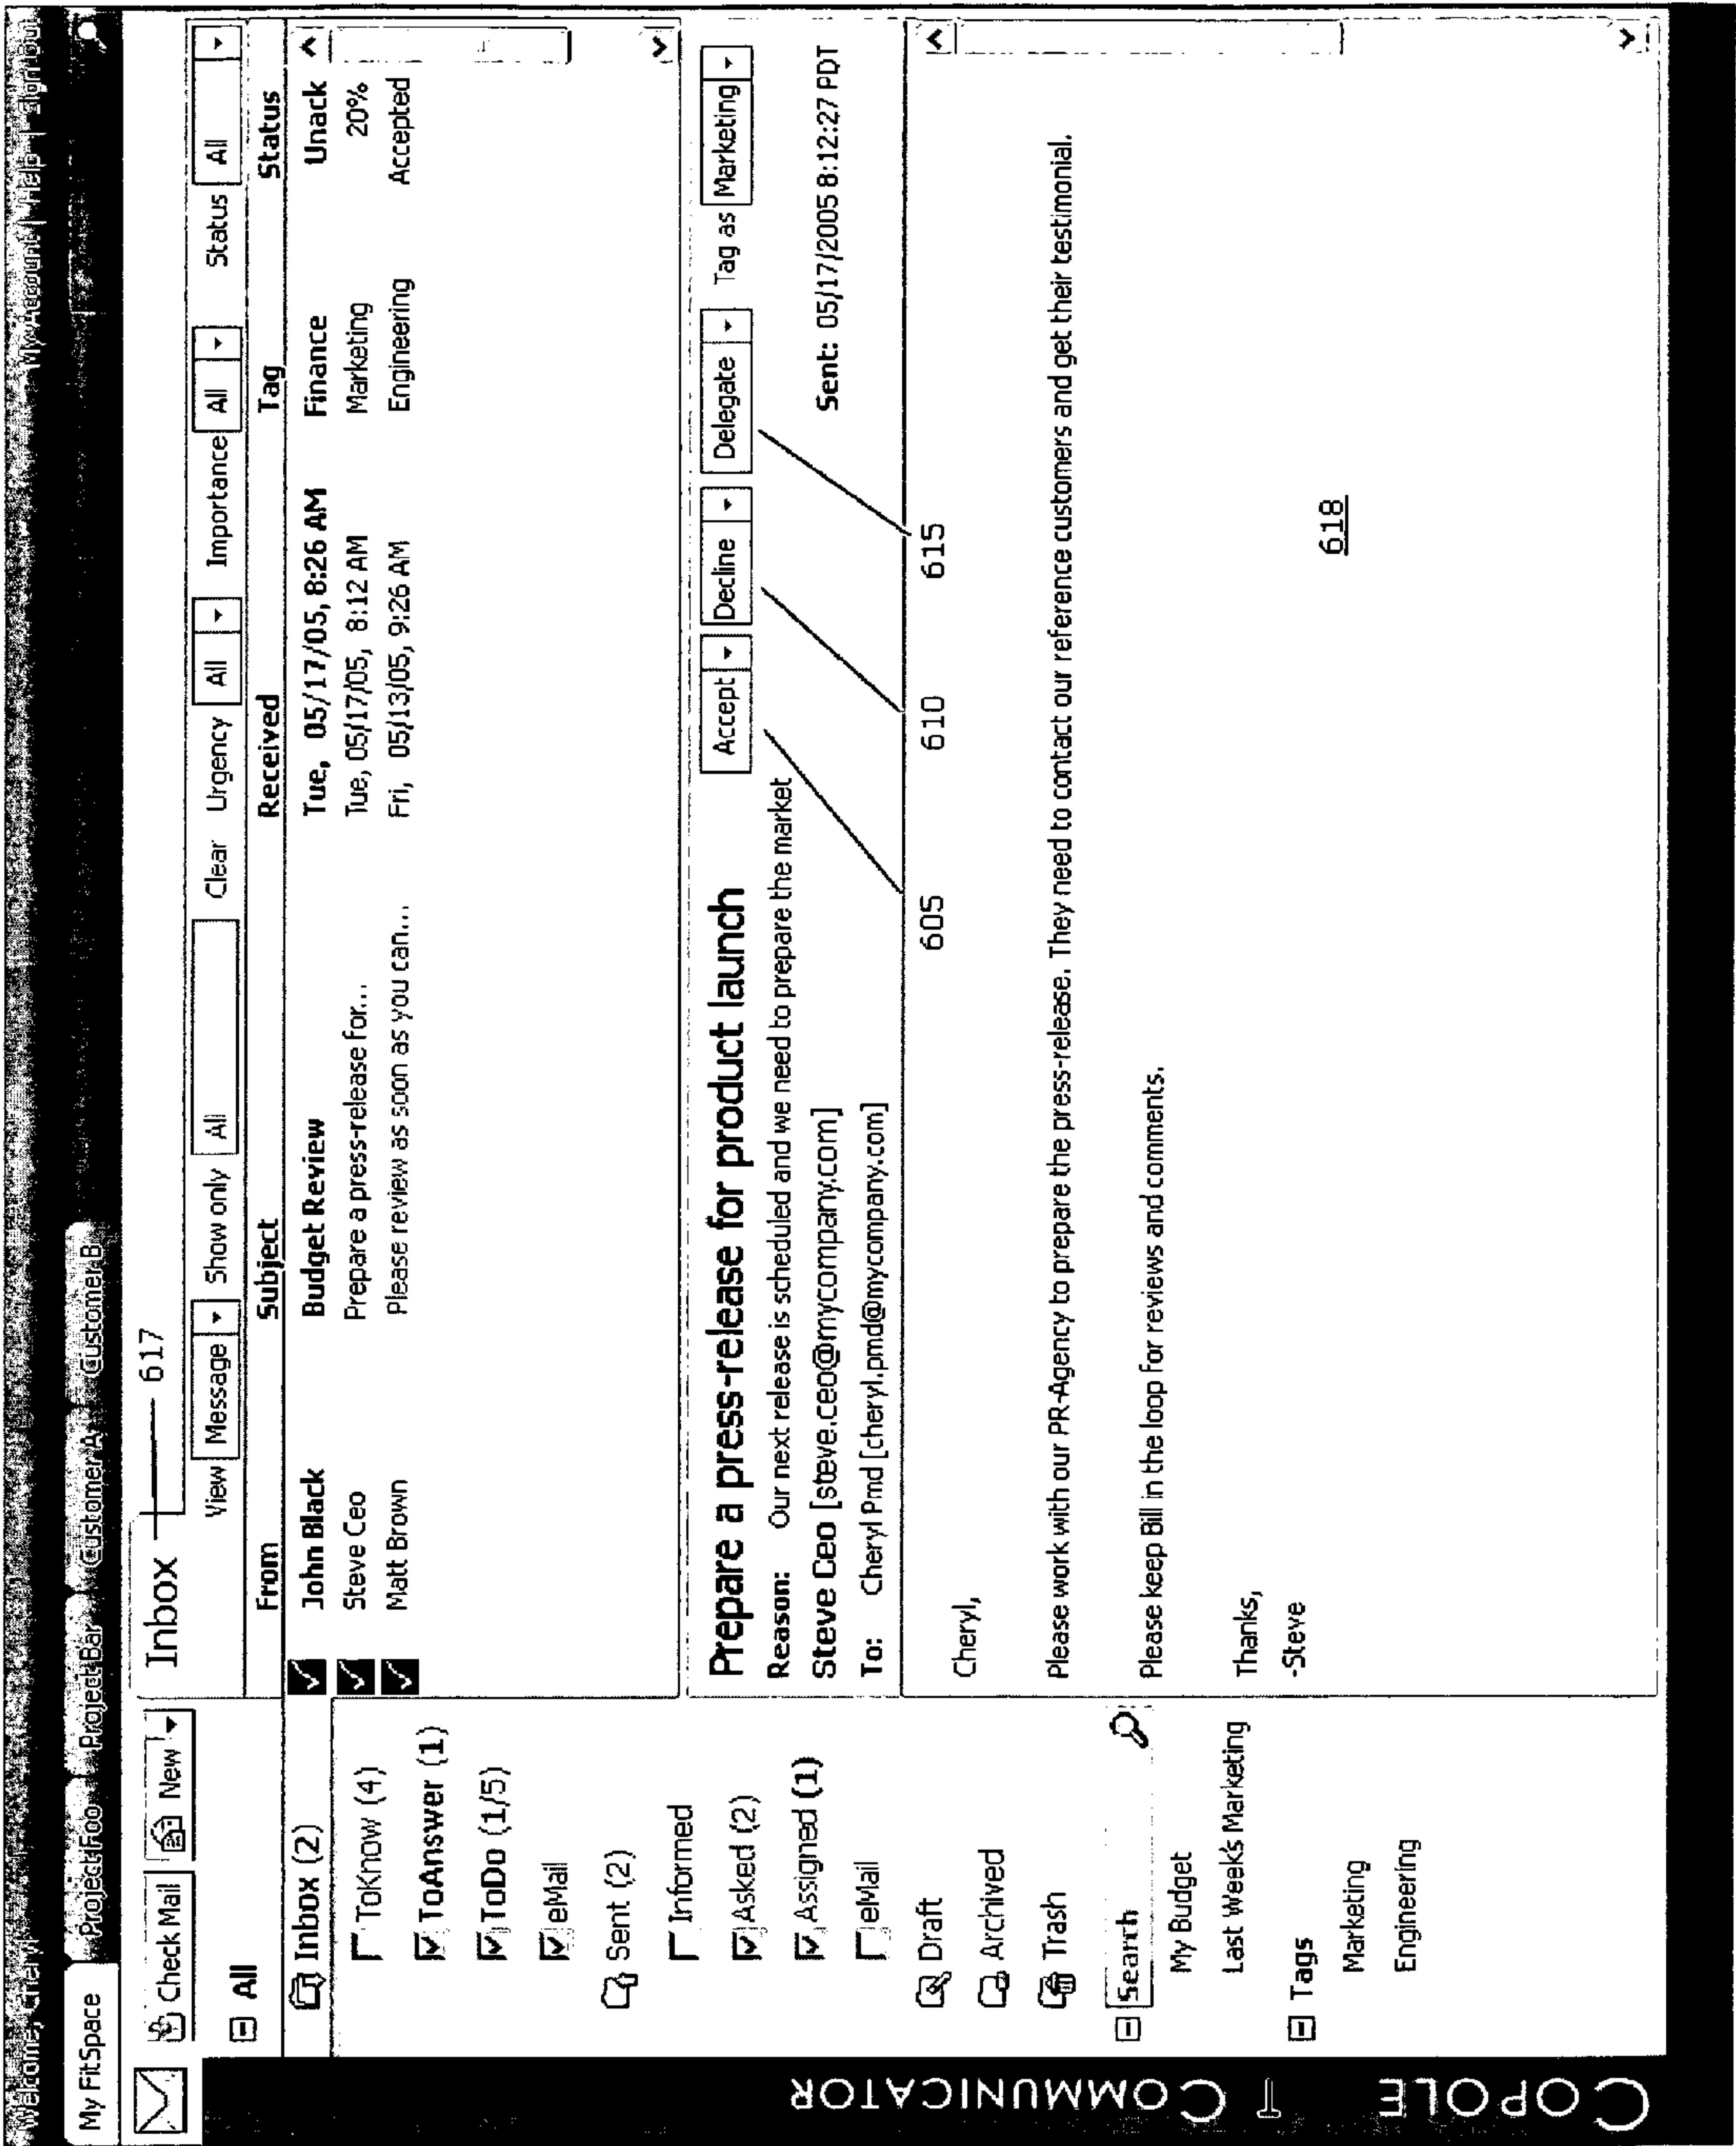 Welcome, Cheryl
My Account | Help | Sign out
My FitSpace Project Foo Project Bar Customer A Customer B
Check Mail New
Inbox 617
All
View Message Show only All Clear Urgency All Importance All Status All
From Subject Received Tag Status
Inbox (2)
ToKnow (4)
ToAnswer (1)
ToDo (1/5)
eMail
Sent (2)
Informed
Asked (2)
Assigned (1)
eMail
Draft
Archived
Trash
Search
My Budget
Last Weeks Marketing
Tags
Marketing
Engineering
John Black Budget Review Tue, 05/17/05, 8:26 AM Finance Unack
Steve Ceo Prepare a press-release for... Tue, 05/17/05, 8:12 AM Marketing 20%
Matt Brown Please review as soon as you can... Fri, 05/13/05, 9:26 AM Engineering Accepted
Prepare a press-release for product launch Accept Decline Delegate Tag as Marketing
Reason: Our next release is scheduled and we need to prepare the market
Steve Ceo [steve.ceo@mycompany.com] Sent: 05/17/2005 8:12:27 PDT
To: Cheryl Pmd [cheryl.pmd@mycompany.com]
605 610 615
Cheryl,
Please work with our PR-Agency to prepare the press-release. They need to contact our reference customers and get their testimonial.
Please keep Bill in the loop for reviews and comments.
Thanks,
-Steve
618
COPOLE COMMUNICATOR